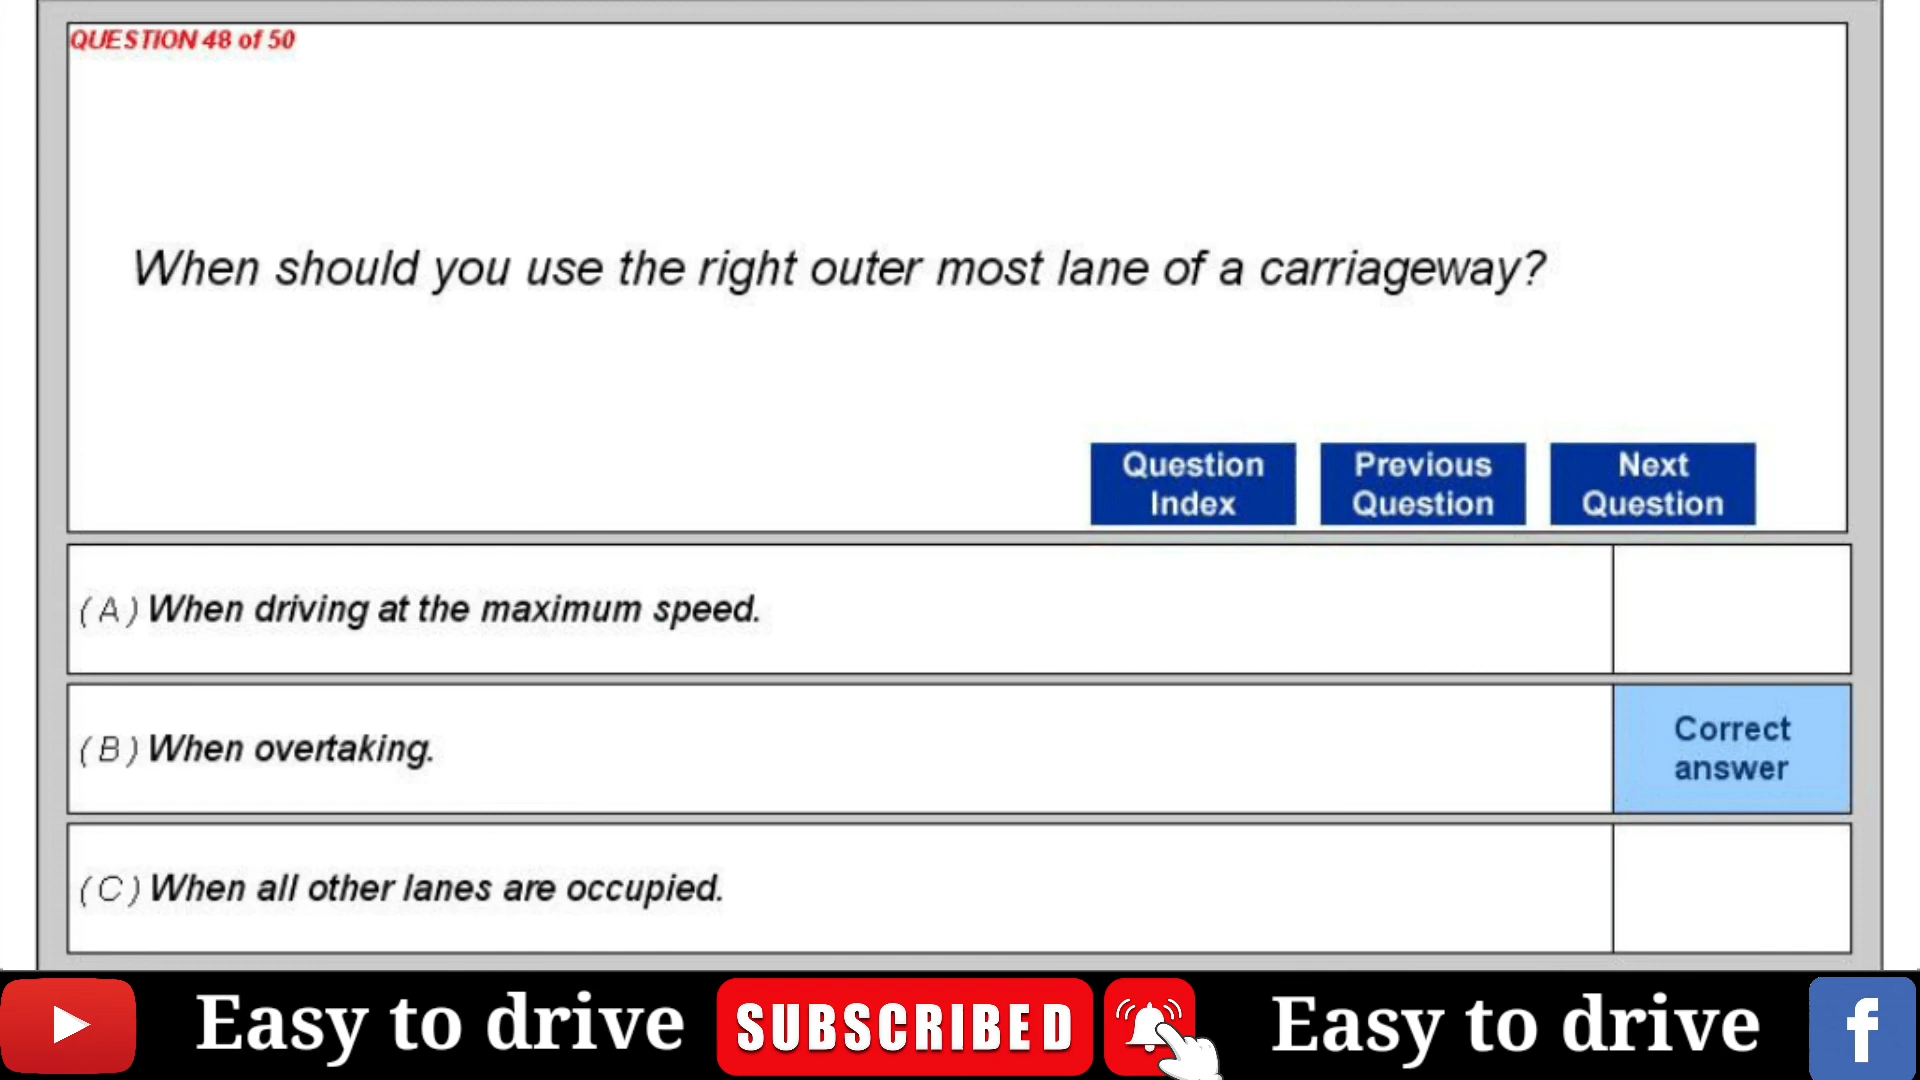 QUESTION 48 of 50
When should you use the right outer most lane of a carriageway?
Question
Index
Previous
Question
Next
Question
(A) When driving at the maximum speed.
(B) When overtaking.
Correct
answer
(C) When all other lanes are occupied.
Easy to drive
SUBSCRIBED
Easy to drive
f